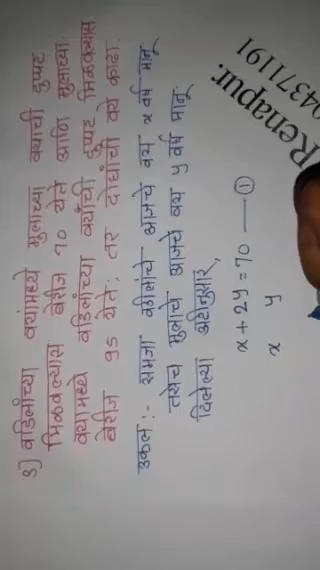 3) वडिलांच्या वयामध्ये मुलाच्या वयाची दुप्पट
मिळवल्यास बेरीज 70 येते आणि मुलाच्या
वयामध्ये वडिलांच्या वयाची दुप्पट मिळवल्यास
बेरीज 95 येते; तर दोघांची वये काढा.
उकल :- समजा वडीलांचे आजचे वय x वर्षे मानू
तसेच मुलाचे आजचे वय y वर्षे मानू.
दिलेल्या अटीनुसार,
x + 2y = 70 —— ①
x y
Renapur.
04371191